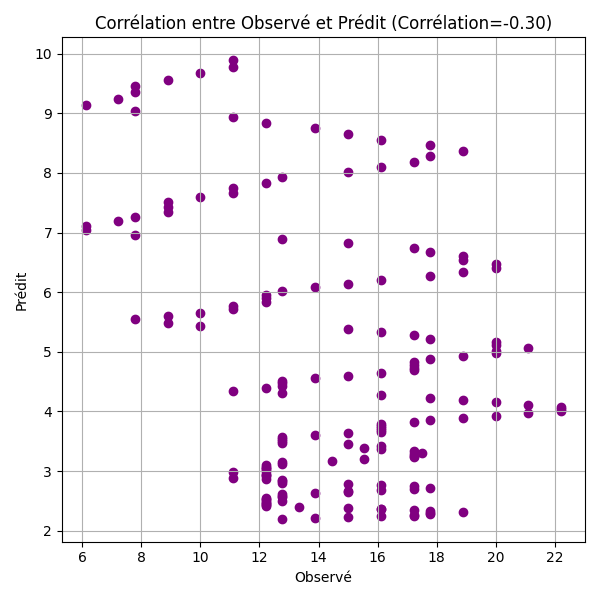 Corrélation entre Observé et Prédit (Corrélation=-0.30)
10
9
8
7
6
5
4
3
2
Prédit
6 8 10 12 14 16 18 20 22
Observé